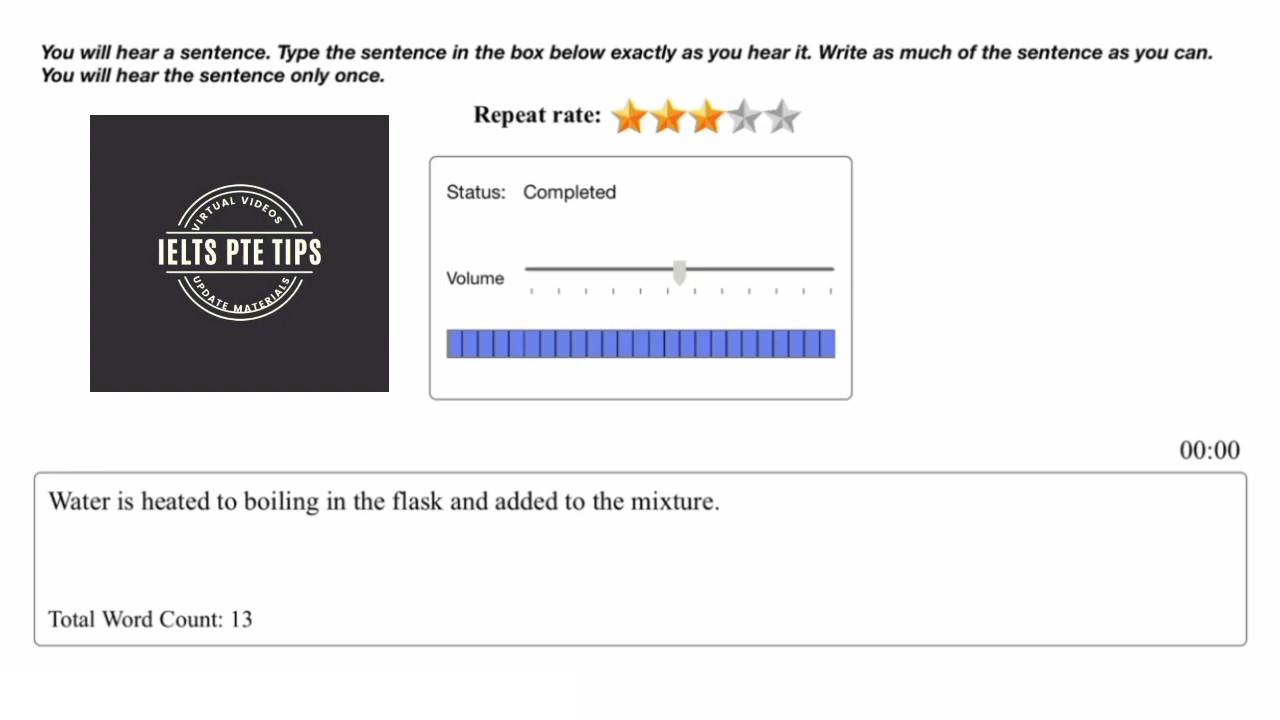 You will hear a sentence. Type the sentence in the box below exactly as you hear it. Write as much of the sentence as you can.
You will hear the sentence only once.
Repeat rate:
VIRTUAL VIDEOS
IELTS PTE TIPS
UPDATE MATERIALS
Status: Completed
Volume
00:00
Water is heated to boiling in the flask and added to the mixture.
Total Word Count: 13